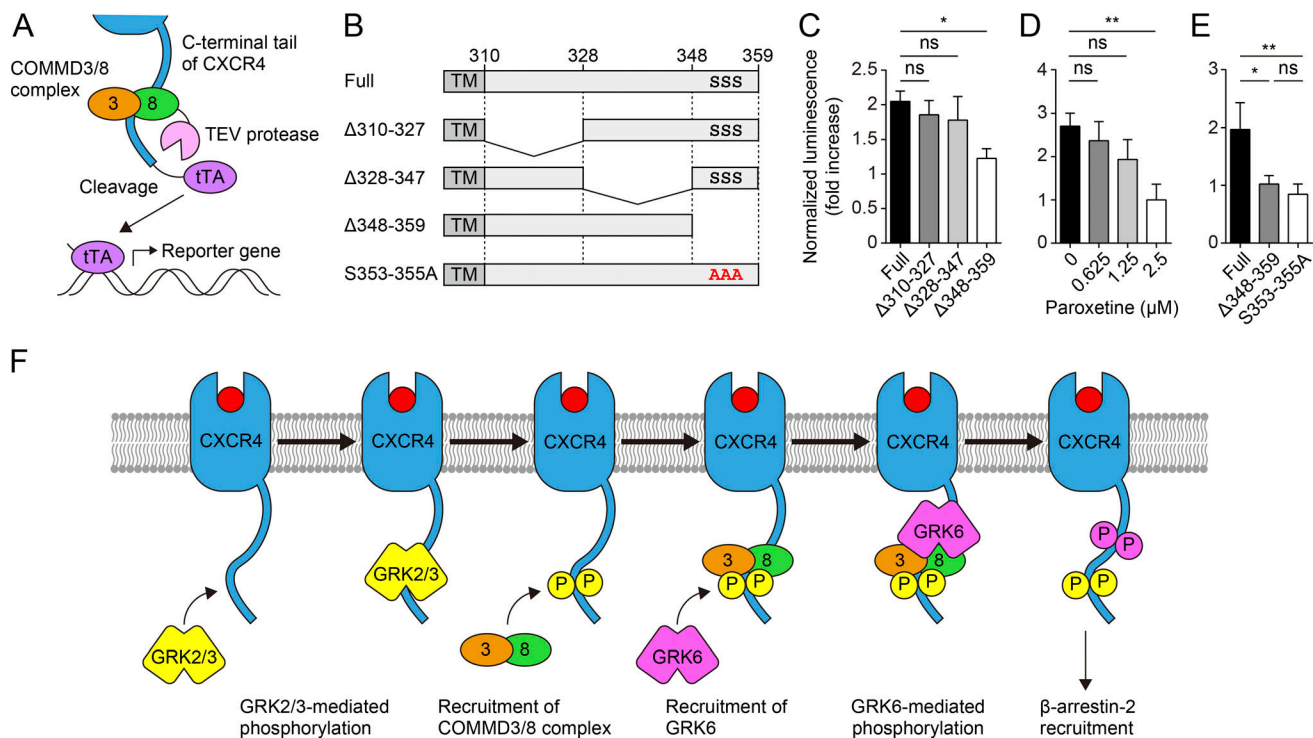 A
C-terminal tail
of CXCR4
COMMD3/8
complex
3
8
TEV protease
tTA
Cleavage
tTA
Reporter gene
B
310
328
348
359
Full
TM
SSS
Δ310-327
TM
SSS
Δ328-347
TM
SSS
Δ348-359
TM
S353-355A
TM
AAA
C
Normalized luminescence
(fold increase)
2.5
2
1.5
1
0.5
0
*
ns
ns
Full
Δ310-327
Δ328-347
Δ348-359
D
4
3
2
1
0
**
ns
ns
0
0.625
1.25
2.5
Paroxetine (μM)
E
3
2
1
0
**
*
ns
Full
Δ348-359
S353-355A
F
CXCR4
CXCR4
CXCR4
CXCR4
CXCR4
CXCR4
GRK2/3
GRK2/3
P
P
3
8
3
8
P
P
GRK6
GRK6
3
8
P
P
P
P
P
P
GRK2/3-mediated
phosphorylation
Recruitment of
COMMD3/8 complex
Recruitment of
GRK6
GRK6-mediated
phosphorylation
β-arrestin-2
recruitment